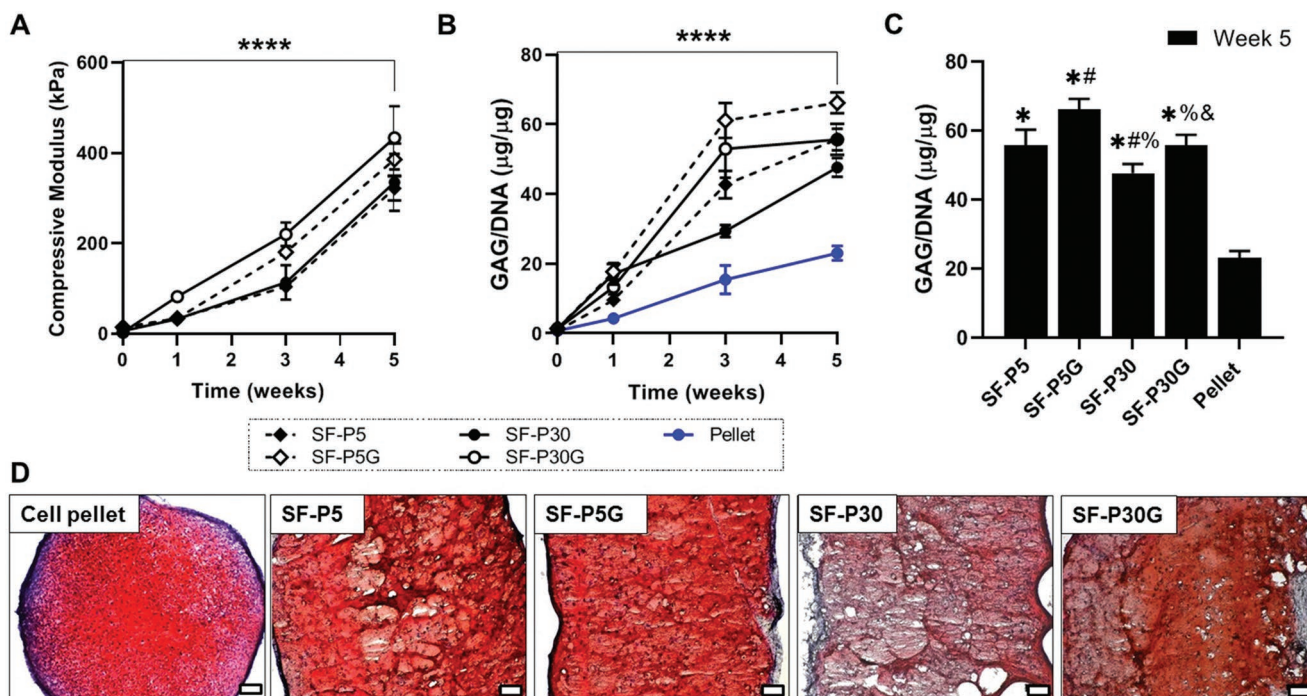 A
****
Compressive Modulus (kPa)
600
400
200
0
0 1 2 3 4 5
Time (weeks)
B
****
GAG/DNA (μg/μg)
80
60
40
20
0
0 1 2 3 4 5
Time (weeks)
C
Week 5
GAG/DNA (μg/μg)
80
60
40
20
0
*
*#
*#%
*%&
SF-P5
SF-P5G
SF-P30
SF-P30G
Pellet
SF-P5 SF-P30 Pellet
SF-P5G SF-P30G
D
Cell pellet
SF-P5
SF-P5G
SF-P30
SF-P30G